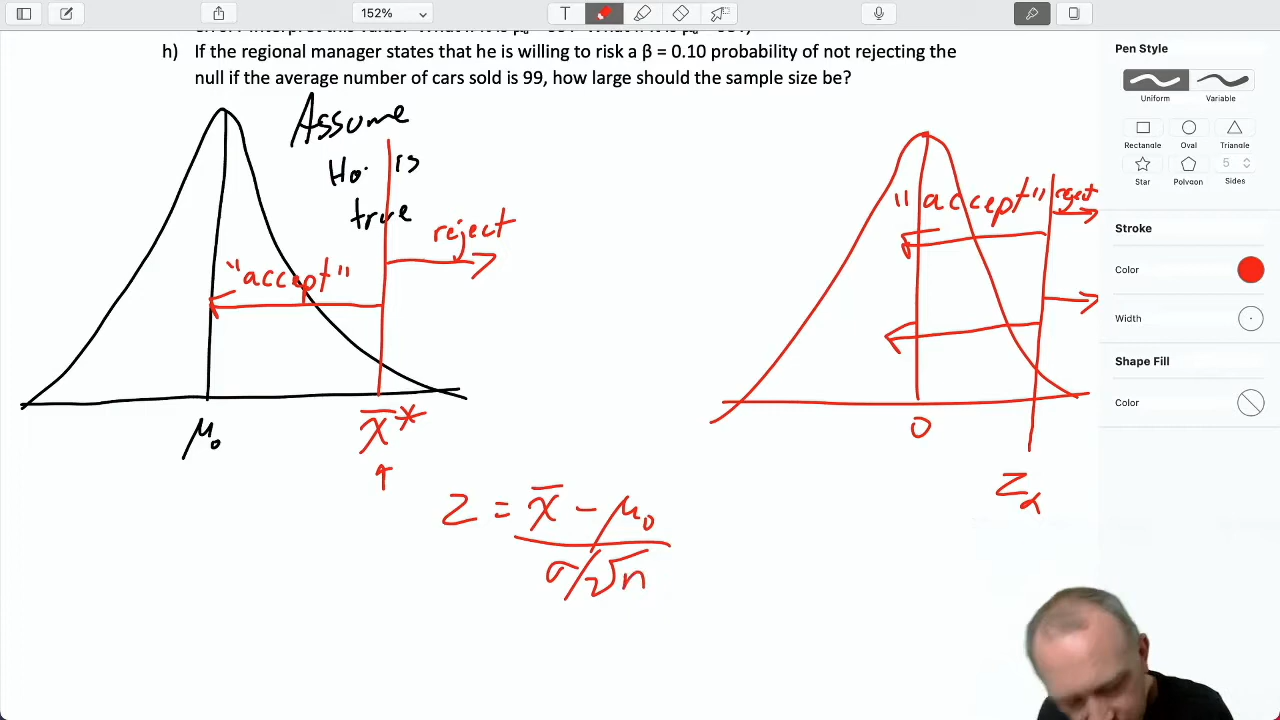 152%
T
h) If the regional manager states that he is willing to risk a β = 0.10 probability of not rejecting the
null if the average number of cars sold is 99, how large should the sample size be?
Assume
H₀: is
true
reject
"accept"
μ₀
x̄*
"accept"
reject
0
Zα
Z = x̄ - μ₀
σ/√n
Pen Style
Uniform
Variable
Rectangle
Oval
Triangle
Star
Polygon
5
Sides
Stroke
Color
Width
Shape Fill
Color